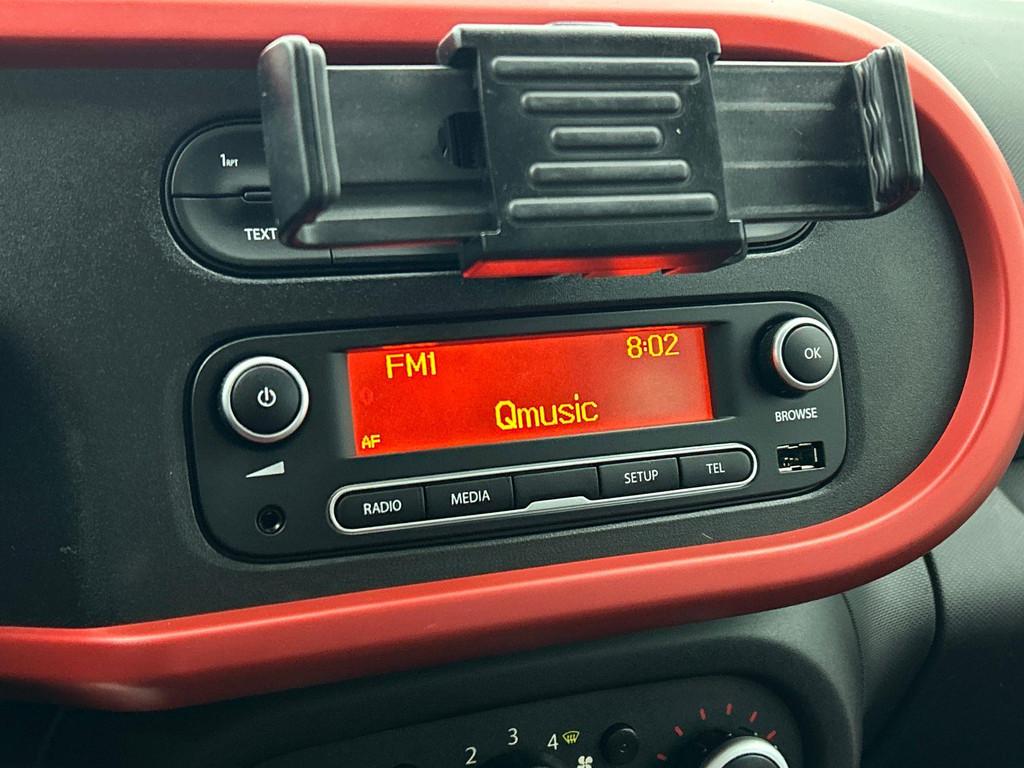 1RPT
TEXT
FM1 8:02
Qmusic
AF
OK
BROWSE
RADIO MEDIA SETUP TEL
2 3 4